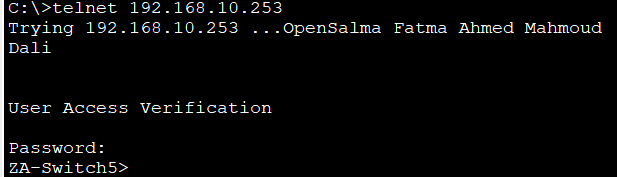 C:\>telnet 192.168.10.253
Trying 192.168.10.253 ...OpenSalma Fatma Ahmed Mahmoud
Dali
User Access Verification
Password:
ZA-Switch5>